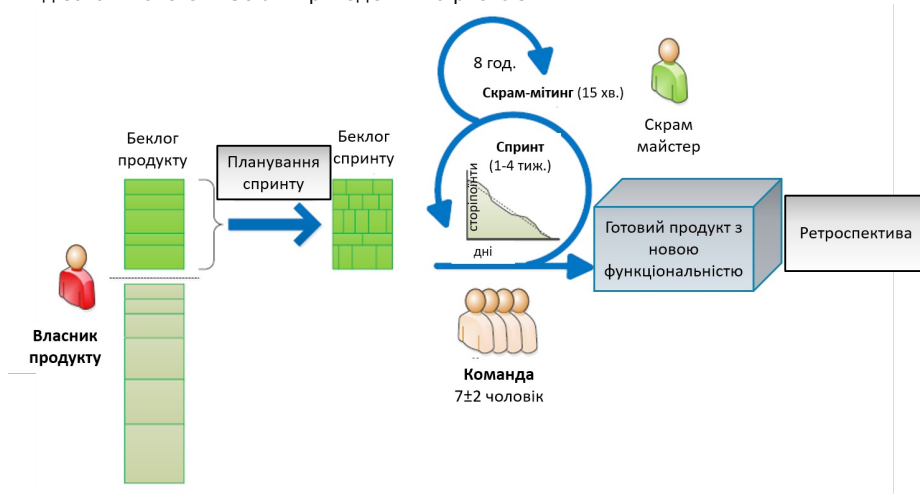 8 год.
Скрам-мітинг (15 хв.)
Скрам
майстер
Беклог
продукту
Планування
спринту
Беклог
спринту
Спринт
(1-4 тиж.)
сторіпоінти
дні
Готовий продукт з
новою
функціональністю
Ретроспектива
Власник
продукту
Команда
7±2 чоловік